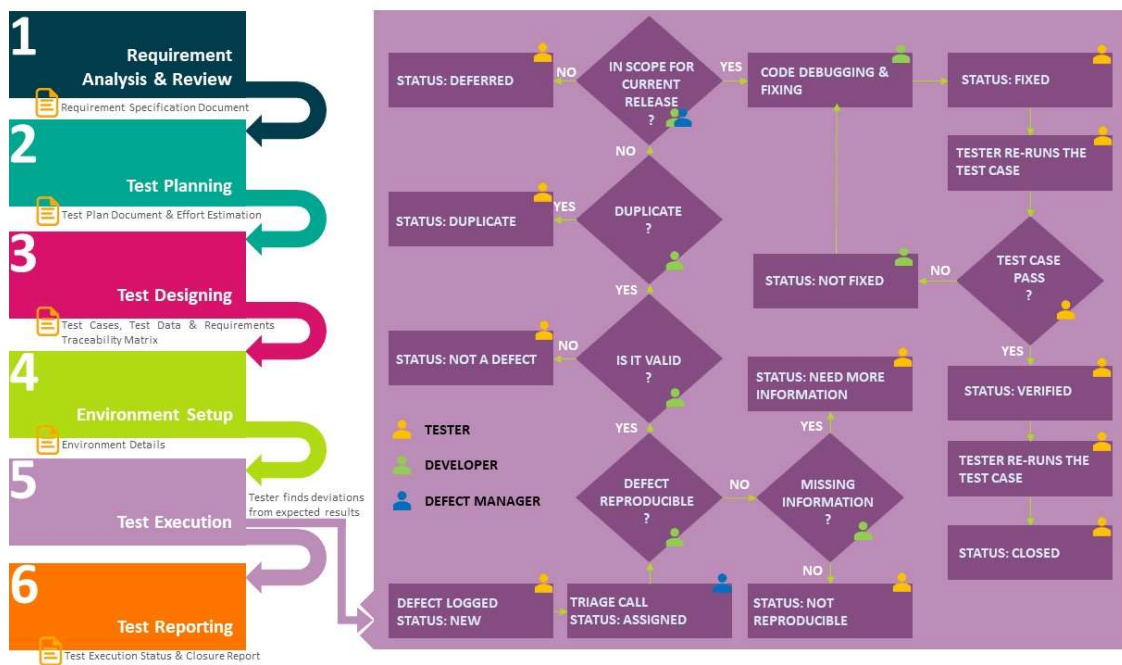 1
Requirement
Analysis & Review
Requirement Specification Document
2
Test Planning
Test Plan Document & Effort Estimation
3
Test Designing
Test Cases, Test Data & Requirements
Traceability Matrix
4
Environment Setup
Environment Details
5
Test Execution
Tester finds deviations
from expected results
6
Test Reporting
Test Execution Status & Closure Report
STATUS: DEFERRED
NO
IN SCOPE FOR
CURRENT
RELEASE
?
YES
CODE DEBUGGING &
FIXING
STATUS: FIXED
NO
TESTER RE-RUNS THE
TEST CASE
STATUS: DUPLICATE
YES
DUPLICATE
?
STATUS: NOT FIXED
NO
TEST CASE
PASS
?
YES
STATUS: NOT A DEFECT
NO
IS IT VALID
?
STATUS: NEED MORE
INFORMATION
YES
STATUS: VERIFIED
TESTER
DEVELOPER
DEFECT MANAGER
YES
DEFECT
REPRODUCIBLE
?
NO
YES
MISSING
INFORMATION
?
TESTER RE-RUNS THE
TEST CASE
NO
STATUS: CLOSED
DEFECT LOGGED
STATUS: NEW
TRIAGE CALL
STATUS: ASSIGNED
STATUS: NOT
REPRODUCIBLE